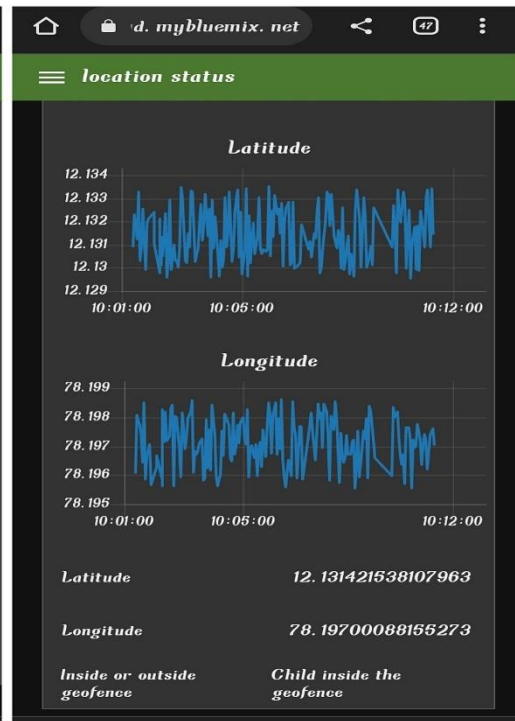 d. mybluemix. net
47
location status
Latitude
12.134
12.133
12.132
12.131
12.13
12.129
10:01:00 10:05:00 10:12:00
Longitude
78.199
78.198
78.197
78.196
78.195
10:01:00 10:05:00 10:12:00
Latitude 12.131421538107963
Longitude 78.19700088155273
Inside or outside
geofence
Child inside the
geofence